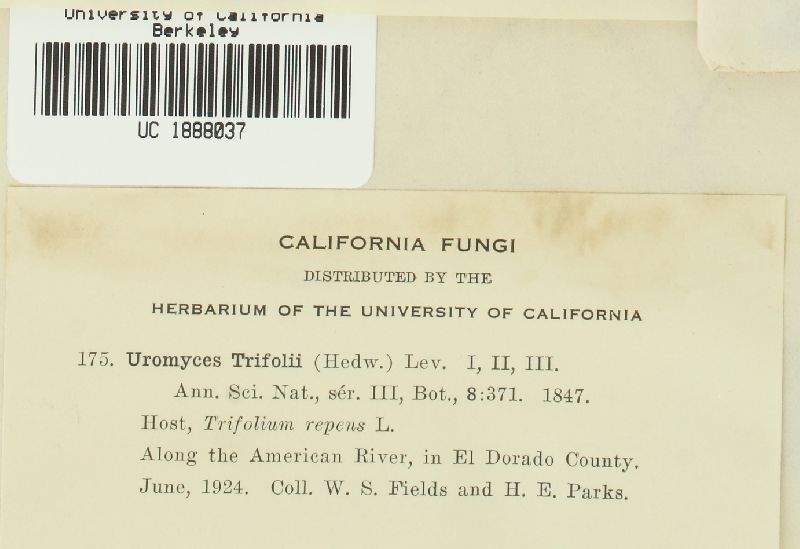 University of California
Berkeley
UC 1888037
CALIFORNIA FUNGI
DISTRIBUTED BY THE
HERBARIUM OF THE UNIVERSITY OF CALIFORNIA
175. Uromyces Trifolii (Hedw.) Lev. I, II, III.
Ann. Sci. Nat., sér. III, Bot., 8:371. 1847.
Host, Trifolium repens L.
Along the American River, in El Dorado County.
June, 1924. Coll. W. S. Fields and H. E. Parks.